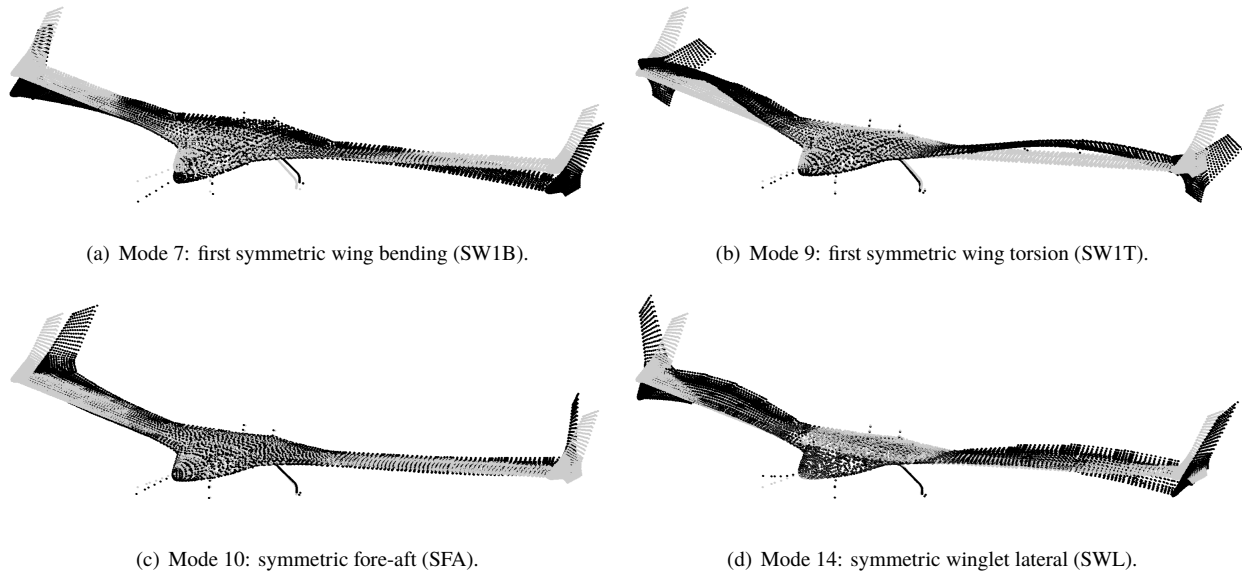 (a) Mode 7: first symmetric wing bending (SW1B).
(b) Mode 9: first symmetric wing torsion (SW1T).
(c) Mode 10: symmetric fore-aft (SFA).
(d) Mode 14: symmetric winglet lateral (SWL).